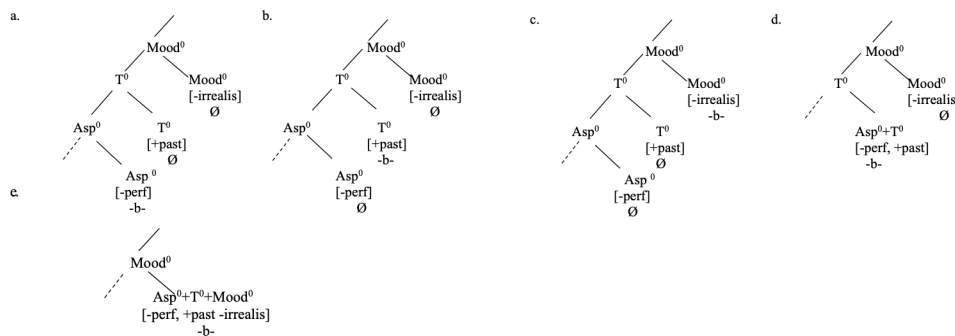 a.
Mood⁰
T⁰ Mood⁰
[-irrealis]
Ø
Asp⁰ T⁰
[+past]
Ø
Asp ⁰
[-perf]
-b-
b.
Mood⁰
T⁰ Mood⁰
[-irrealis]
Ø
Asp⁰ T⁰
[+past]
-b-
Asp⁰
[-perf]
Ø
c.
Mood⁰
T⁰ Mood⁰
[-irrealis]
-b-
Asp⁰ T⁰
[+past]
Ø
Asp ⁰
[-perf]
Ø
d.
Mood⁰
T⁰ Mood⁰
[-irrealis
Ø
Asp⁰+T⁰
[-perf, +past]
-b-
e.
Mood⁰
Asp⁰+T⁰+Mood⁰
[-perf, +past -irrealis]
-b-